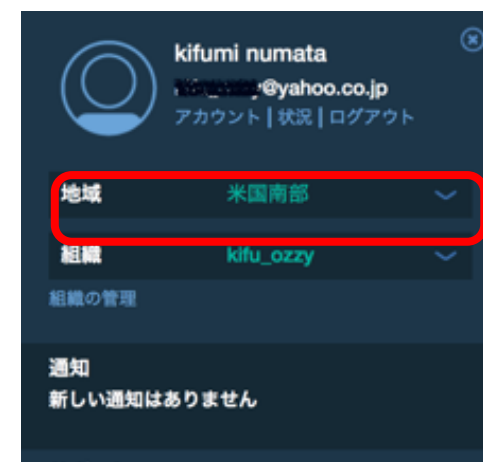 kifumi numata
@yahoo.co.jp
アカウント | 状況 | ログアウト
地域 米国南部
組織 kifu_ozzy
組織の管理
通知
新しい通知はありません